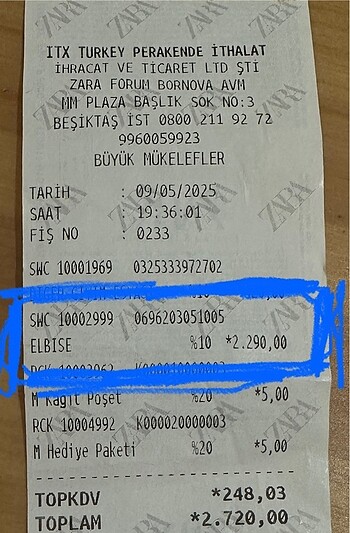 ITX TURKEY PERAKENDE İTHALAT
İHRACAT VE TİCARET LTD ŞTİ
ZARA FORUM BORNOVA AVM
MM PLAZA BAŞLIK SOK NO:3
BEŞİKTAŞ İST 0800 211 92 72
9960059923
BÜYÜK MÜKELEFLER
TARİH : 09/05/2025
SAAT : 19:36:01
FİŞ NO : 0233
SWC 10001969 0325333972702
%10
SWC 10002999 0696203051005
ELBİSE %10 *2.290,00
M Kağıt Poşet %20 *5,00
RCK 10004992 K000020000003
M Hediye Paketi %20 *5,00
TOPKDV *248,03
TOPLAM *2.720,00